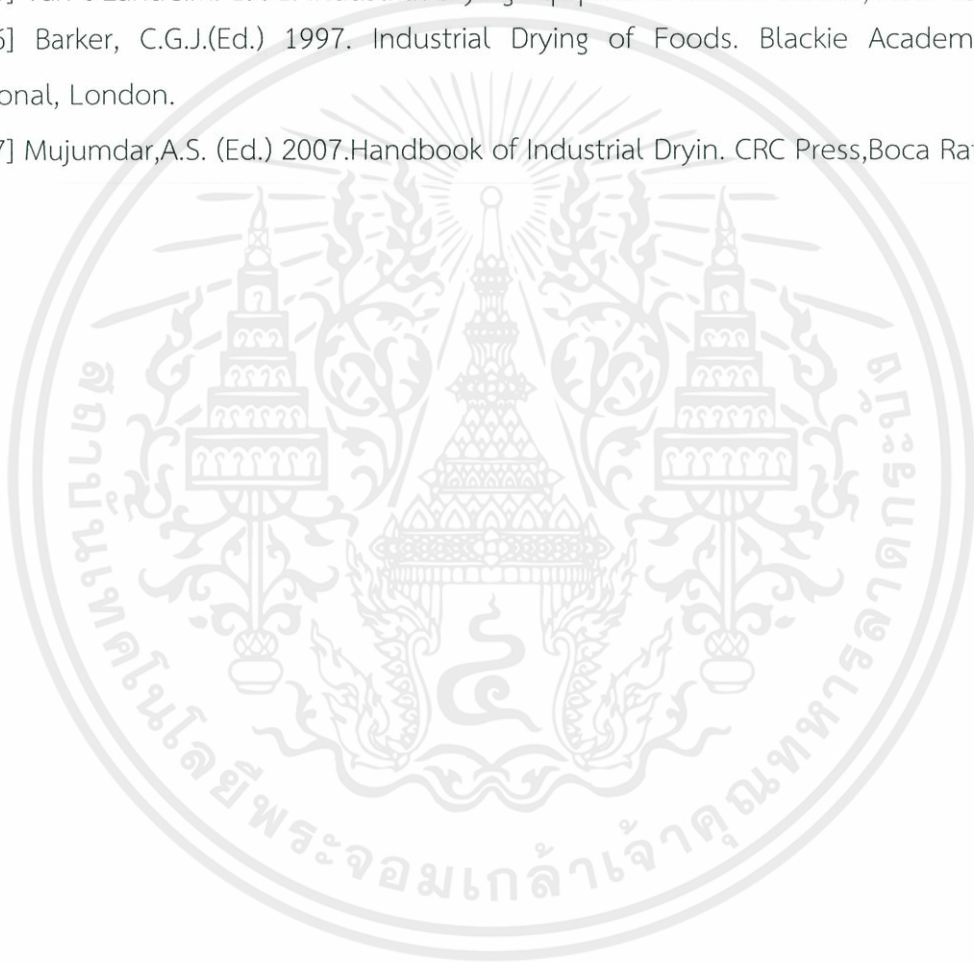 6] Barker, C.G.J.(Ed.) 1997. Industrial Drying of Foods. Blackie Academ
onal, London.
7] Mujumdar,A.S. (Ed.) 2007.Handbook of Industrial Dryin. CRC Press,Boca Ra
สถาบันเทคโนโลยีพระจอมเกล้าเจ้าคุณทหารลาดกระบัง